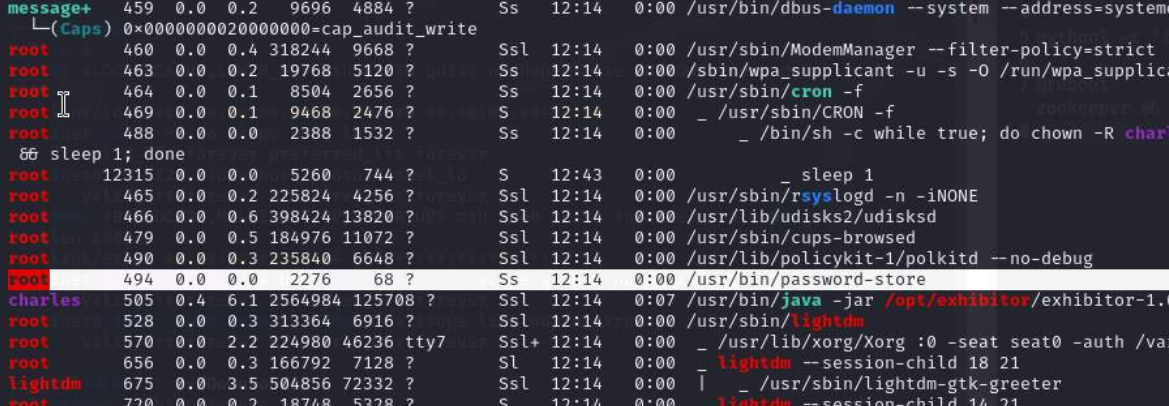 message+ 459 0.0 0.2 9696 4884 ? Ss 12:14 0:00 /usr/bin/dbus-daemon --system --address=systemd
└─(Caps) 0×0000000020000000=cap_audit_write
root 460 0.0 0.4 318244 9668 ? Ssl 12:14 0:00 /usr/sbin/ModemManager --filter-policy=strict
root 463 0.0 0.2 19768 5120 ? Ss 12:14 0:00 /sbin/wpa_supplicant -u -s -O /run/wpa_supplic
root 464 0.0 0.1 8504 2656 ? Ss 12:14 0:00 /usr/sbin/cron -f
root 469 0.0 0.1 9468 2476 ? S 12:14 0:00 _ /usr/sbin/CRON -f
root 488 0.0 0.0 2388 1532 ? Ss 12:14 0:00 _ /bin/sh -c while true; do chown -R char
&& sleep 1; done
root 12315 0.0 0.0 5260 744 ? S 12:43 0:00 _ sleep 1
root 465 0.0 0.2 225824 4256 ? Ssl 12:14 0:00 /usr/sbin/rsyslogd -n -iNONE
root 466 0.0 0.6 398424 13820 ? Ssl 12:14 0:00 /usr/lib/udisks2/udisksd
root 479 0.0 0.5 184976 11072 ? Ssl 12:14 0:00 /usr/sbin/cups-browsed
root 490 0.0 0.3 235840 6648 ? Ssl 12:14 0:00 /usr/lib/policykit-1/polkitd --no-debug
root 494 0.0 0.0 2276 68 ? Ss 12:14 0:00 /usr/bin/password-store
charles 505 0.4 6.1 2564984 125708 ? Ssl 12:14 0:07 /usr/bin/java -jar /opt/exhibitor/exhibitor-1.0
root 528 0.0 0.3 313364 6916 ? Ssl 12:14 0:00 /usr/sbin/lightdm
root 570 0.0 2.2 224980 46236 tty7 Ssl+ 12:14 0:00 _ /usr/lib/xorg/Xorg :0 -seat seat0 -auth /va
root 656 0.0 0.3 166792 7128 ? Sl 12:14 0:00 _ lightdm --session-child 18 21
lightdm 675 0.0 3.5 504856 72332 ? Ssl 12:14 0:00 | _ /usr/sbin/lightdm-gtk-greeter
root 720 0.0 0.2 18748 5328 ? S 12:14 0:00 _ lightdm --session-child 14 21